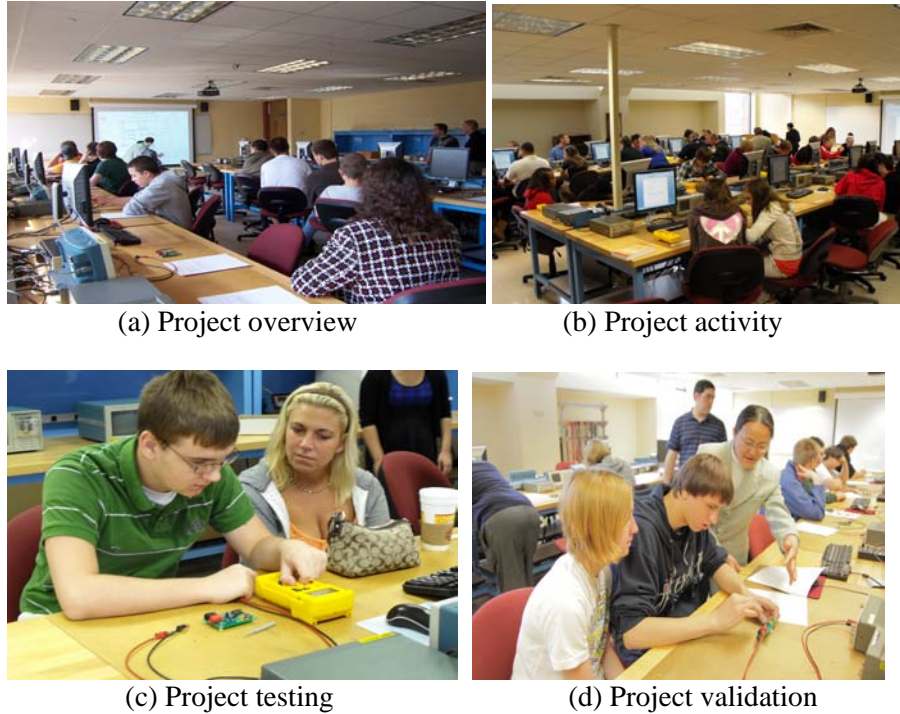 (a) Project overview
(b) Project activity
(c) Project testing
(d) Project validation